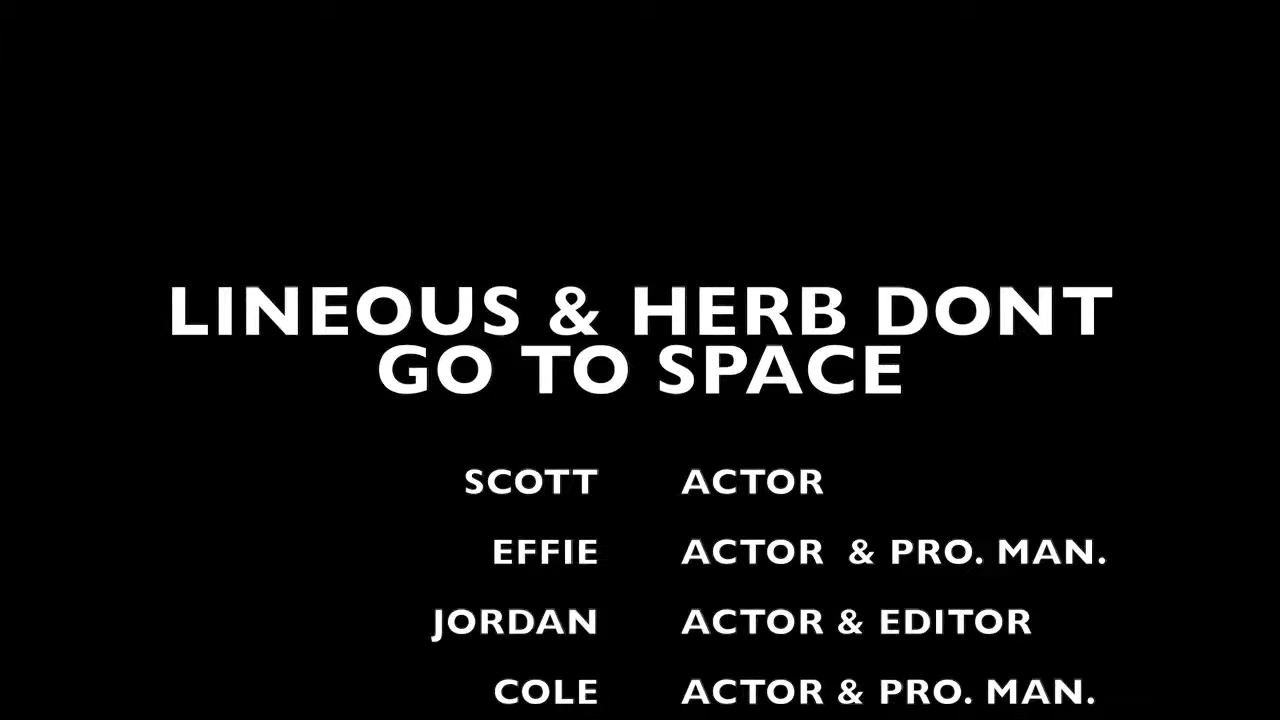 LINEOUS & HERB DONT
GO TO SPACE
SCOTT ACTOR
EFFIE ACTOR & PRO. MAN.
JORDAN ACTOR & EDITOR
COLE ACTOR & PRO. MAN.